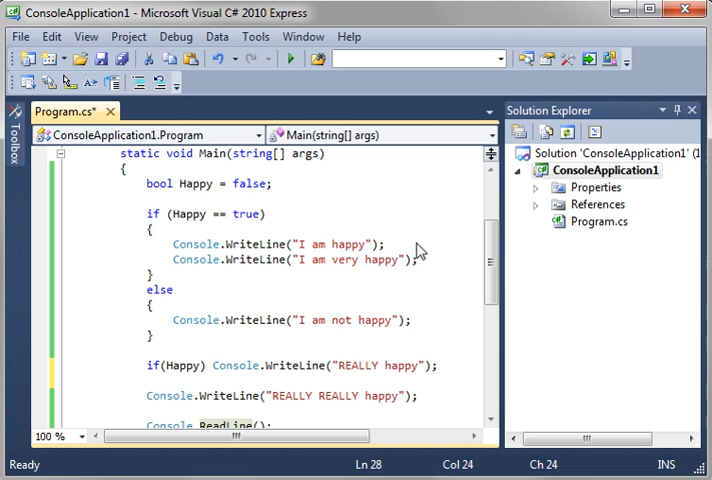 ConsoleApplication1 - Microsoft Visual C# 2010 Express
File Edit View Project Debug Data Tools Window Help
Program.cs*
ConsoleApplication1.Program
Main(string[] args)
Toolbox
static void Main(string[] args)
{
bool Happy = false;
if (Happy == true)
{
Console.WriteLine("I am happy");
Console.WriteLine("I am very happy");
}
else
{
Console.WriteLine("I am not happy");
}
if(Happy) Console.WriteLine("REALLY happy");
Console.WriteLine("REALLY REALLY happy");
Console.ReadLine();
100 %
Solution Explorer
Solution 'ConsoleApplication1' (1
ConsoleApplication1
Properties
References
Program.cs
Ready Ln 28 Col 24 Ch 24 INS